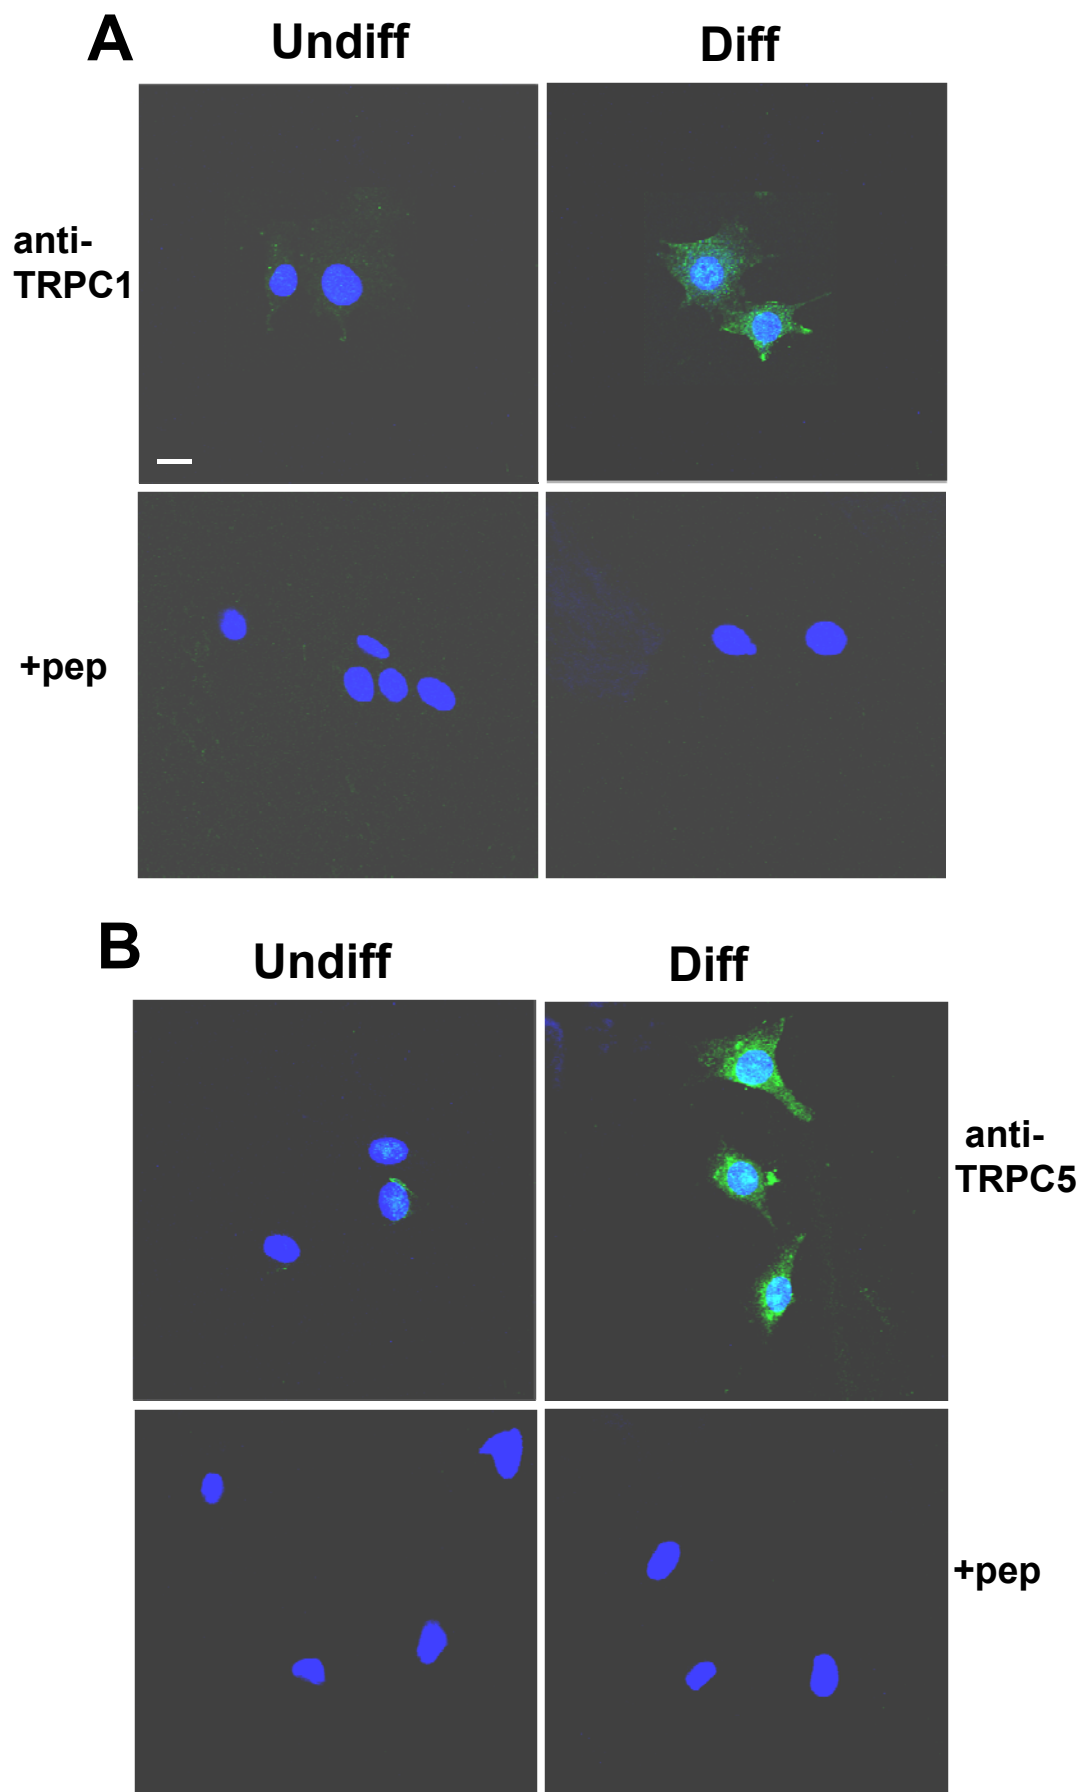 A
Undiff
Diff
anti-
TRPC1
+pep
B
Undiff
Diff
anti-
TRPC5
+pep